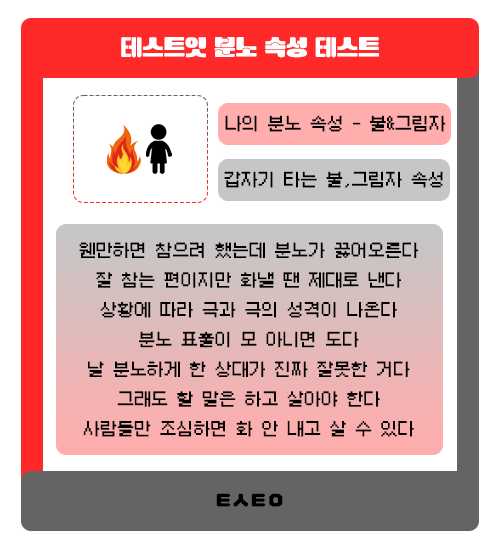 테스트잇 분노 속성 테스트
나의 분노 속성 - 불&그림자
갑자기 타는 불,그림자 속성
웬만하면 참으려 했는데 분노가 끓어오른다
잘 참는 편이지만 화낼 땐 제대로 낸다
상황에 따라 극과 극의 성격이 나온다
분노 표출이 모 아니면 도다
날 분노하게 한 상대가 진짜 잘못한 거다
그래도 할 말은 하고 살아야 한다
사람들만 조심하면 화 안 내고 살 수 있다
ㅌㅅㅌㅇ